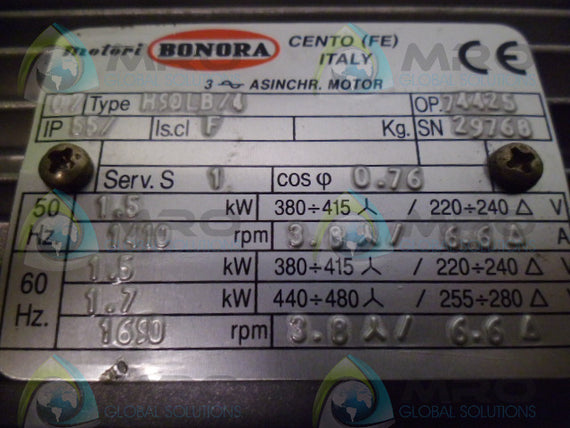 motori BONORA CENTO (FE)
ITALY
3 ~ ASINCHR. MOTOR
Type H90LB/4 OP. 74425
IP 55/ Is.cl F Kg. SN 29768
Serv. S 1 cos φ 0.76
50 Hz. 1.5 kW 380÷415 人 / 220÷240 Δ V
1410 rpm 3.8 人 / 6.6 Δ A
60 Hz. 1.5 kW 380÷415 人 / 220÷240 Δ V
1.7 kW 440÷480 人 / 255÷280 Δ V
1690 rpm 3.8 人 / 6.6 Δ
MRO
GLOBAL SOLUTIONS